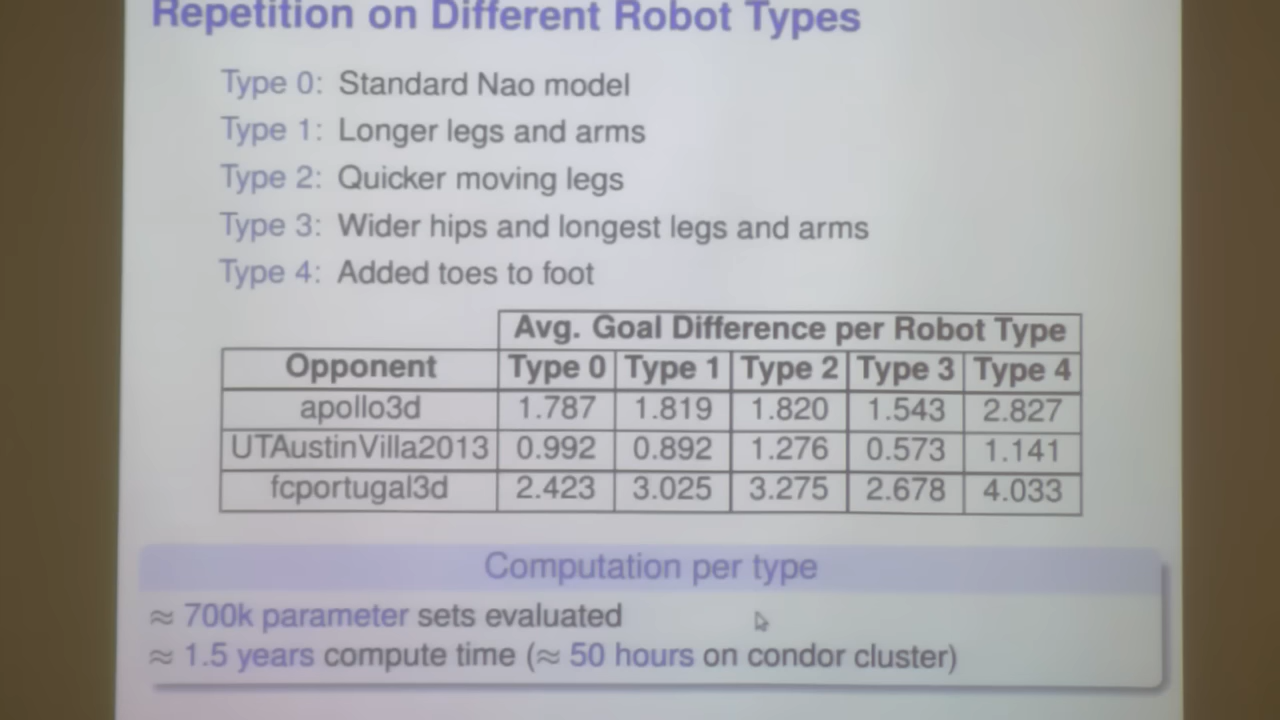 Repetition on Different Robot Types
Type 0: Standard Nao model
Type 1: Longer legs and arms
Type 2: Quicker moving legs
Type 3: Wider hips and longest legs and arms
Type 4: Added toes to foot
Avg. Goal Difference per Robot Type
Opponent Type 0 Type 1 Type 2 Type 3 Type 4
apollo3d 1.787 1.819 1.820 1.543 2.827
UTAustinVilla2013 0.992 0.892 1.276 0.573 1.141
fcportugal3d 2.423 3.025 3.275 2.678 4.033
Computation per type
≈ 700k parameter sets evaluated
≈ 1.5 years compute time (≈ 50 hours on condor cluster)